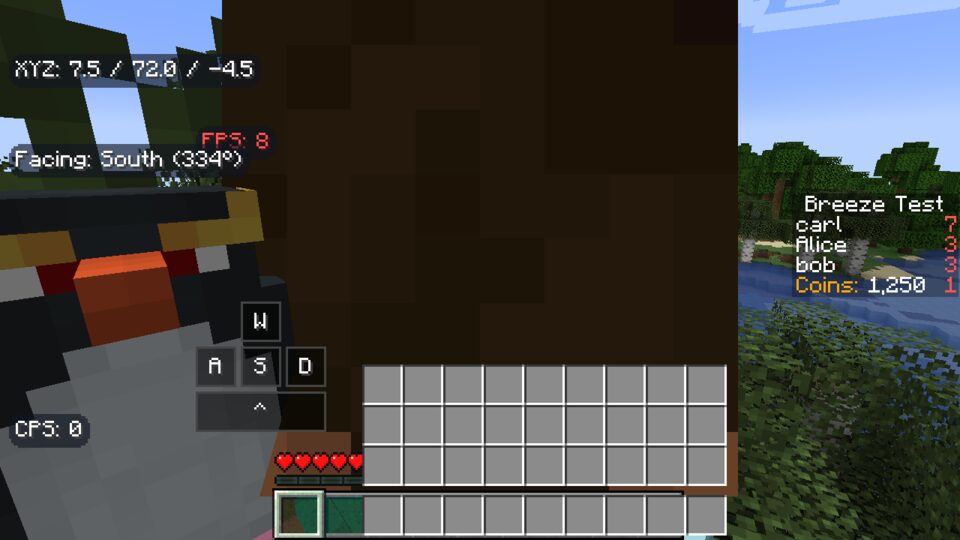 XYZ: 7.5 / 72.0 / -4.5
FPS: 8
Facing: South (334°)
Breeze Test
carl 7
Alice 3
bob 3
Coins: 1,250 1
W
A S D
^
CPS: 0